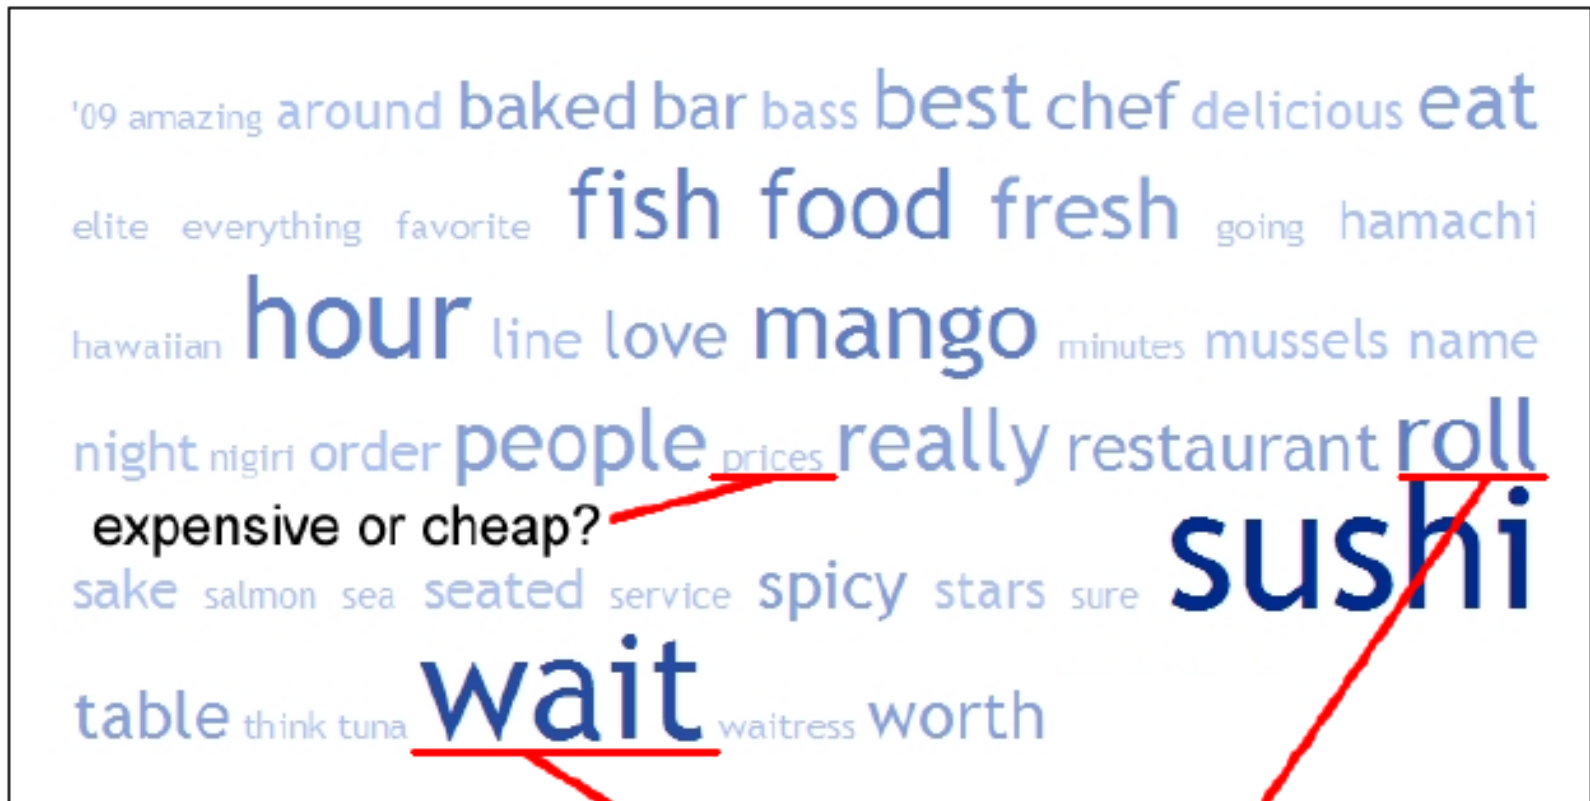 '09 amazing around baked bar bass best chef delicious eat
elite everything favorite fish food fresh going hamachi
hawaiian hour line love mango minutes mussels name
night nigiri order people prices really restaurant roll
expensive or cheap?
sake salmon sea seated service spicy stars sure sushi
table think tuna wait waitress worth